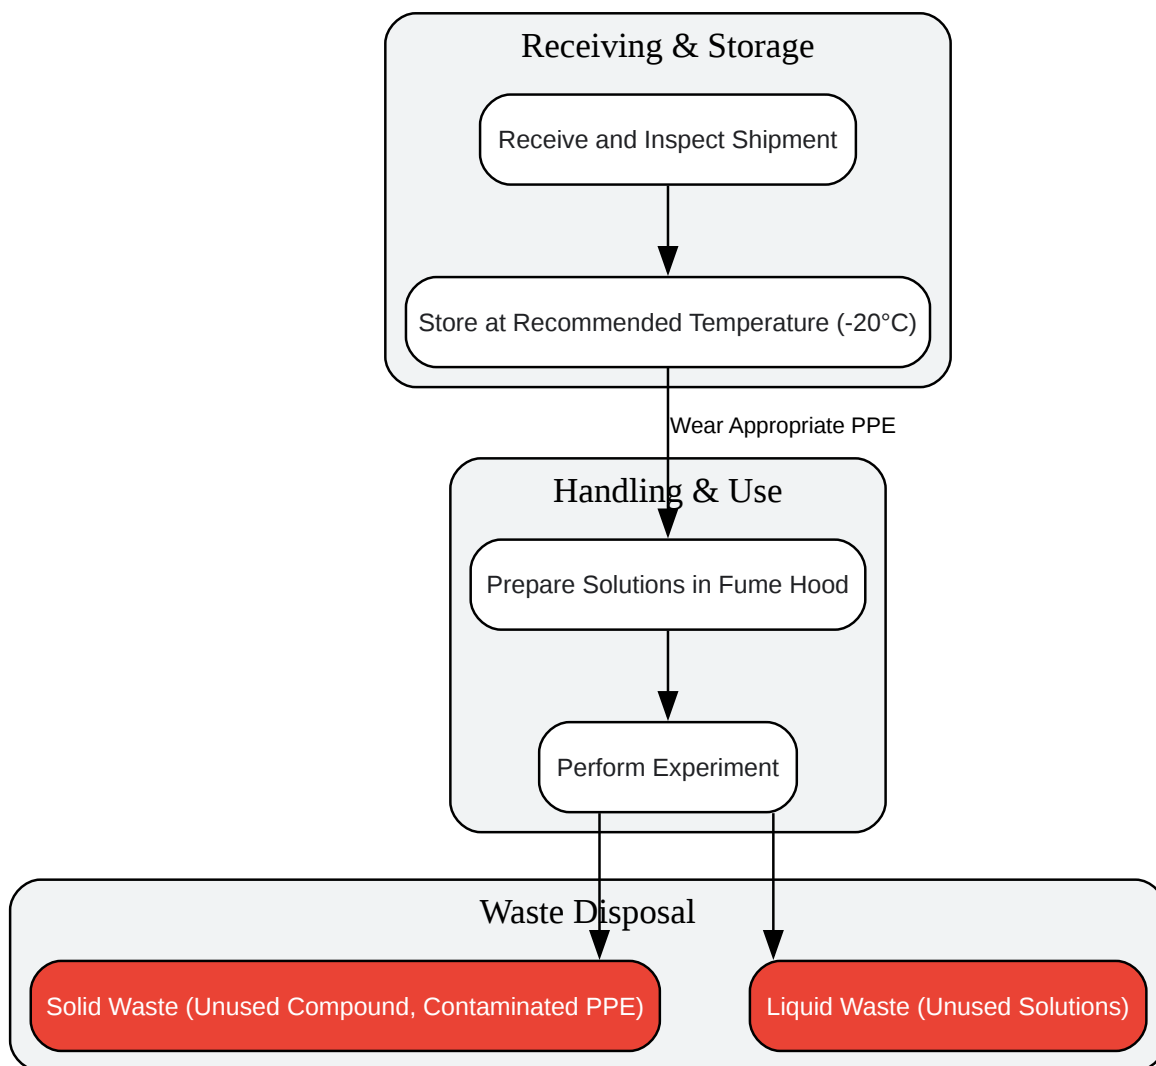 Receiving & Storage
Receive and Inspect Shipment
Store at Recommended Temperature (-20°C)
Wear Appropriate PPE
Handling & Use
Prepare Solutions in Fume Hood
Perform Experiment
Waste Disposal
Solid Waste (Unused Compound, Contaminated PPE)
Liquid Waste (Unused Solutions)